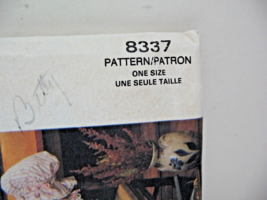 8337
PATTERN/PATRON
ONE SIZE
UNE SEULE TAILLE
Betty